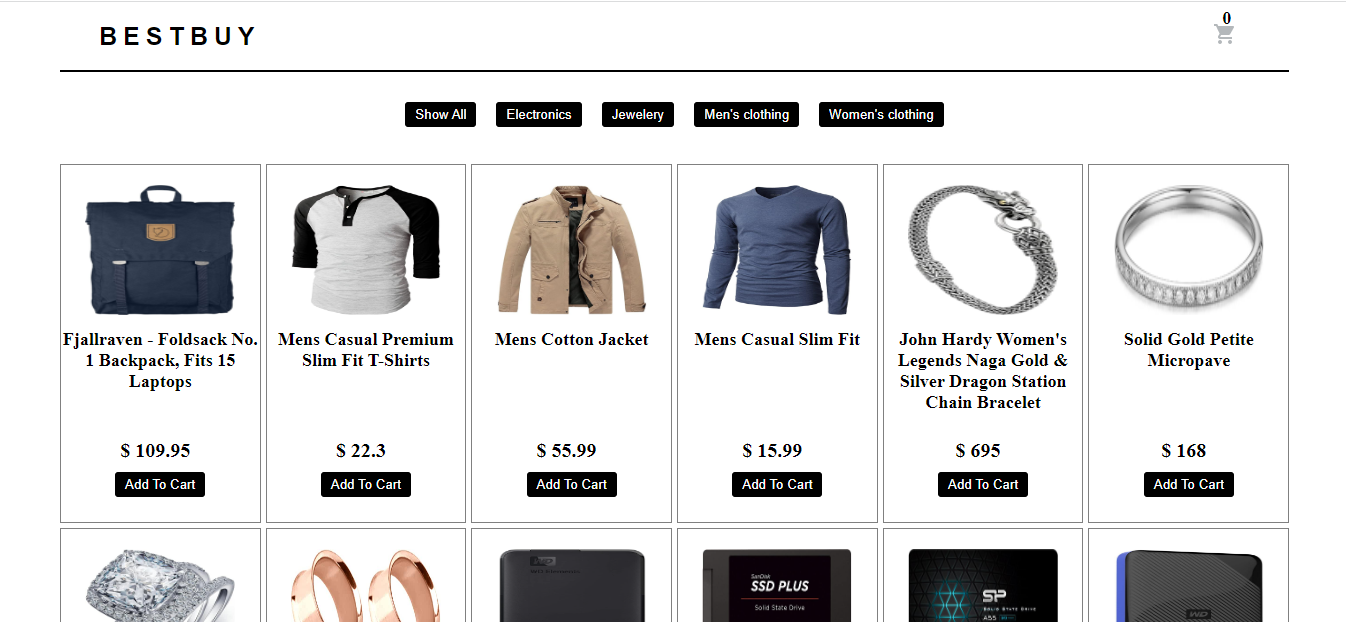 BESTBUY
0
Show All
Electronics
Jewelery
Men's clothing
Women's clothing
Fjallraven - Foldsack No.
1 Backpack, Fits 15
Laptops
$ 109.95
Add To Cart
Mens Casual Premium
Slim Fit T-Shirts
$ 22.3
Add To Cart
Mens Cotton Jacket
$ 55.99
Add To Cart
Mens Casual Slim Fit
$ 15.99
Add To Cart
John Hardy Women's
Legends Naga Gold &
Silver Dragon Station
Chain Bracelet
$ 695
Add To Cart
Solid Gold Petite
Micropave
$ 168
Add To Cart
WD
SanDisk
SSD PLUS
Solid State Drive
SP
SOLID STATE DRIVE
A55
WD